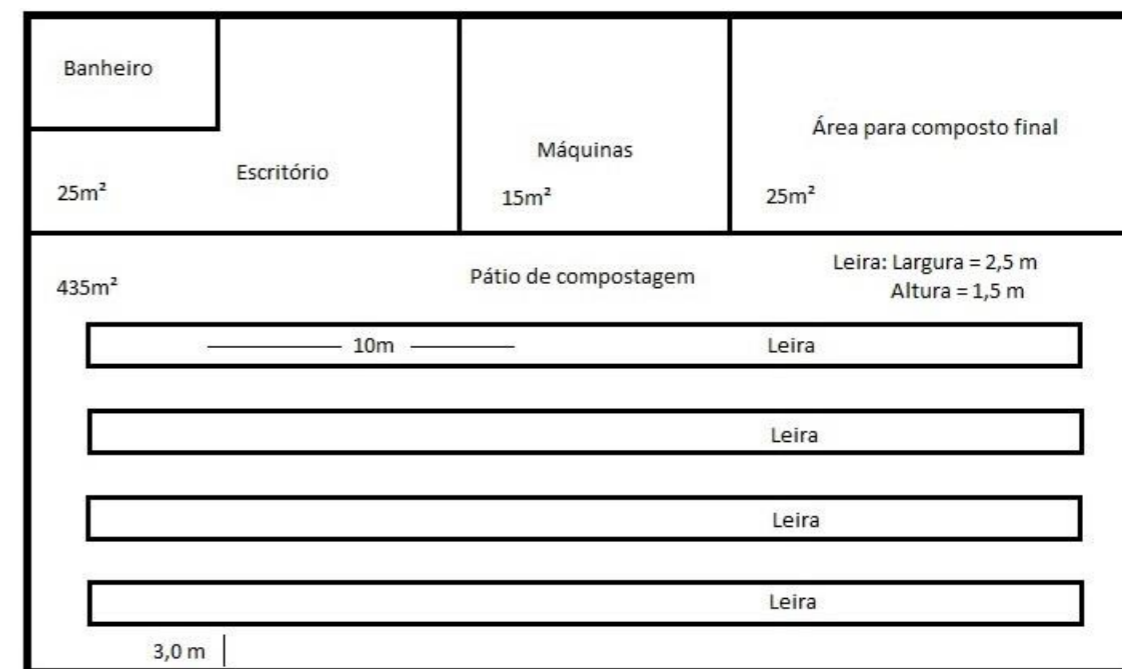 Banheiro
Escritório
25m²
Máquinas
15m²
Área para composto final
25m²
435m²
Pátio de compostagem
Leira: Largura = 2,5 m
Altura = 1,5 m
10m
Leira
Leira
Leira
Leira
3,0 m